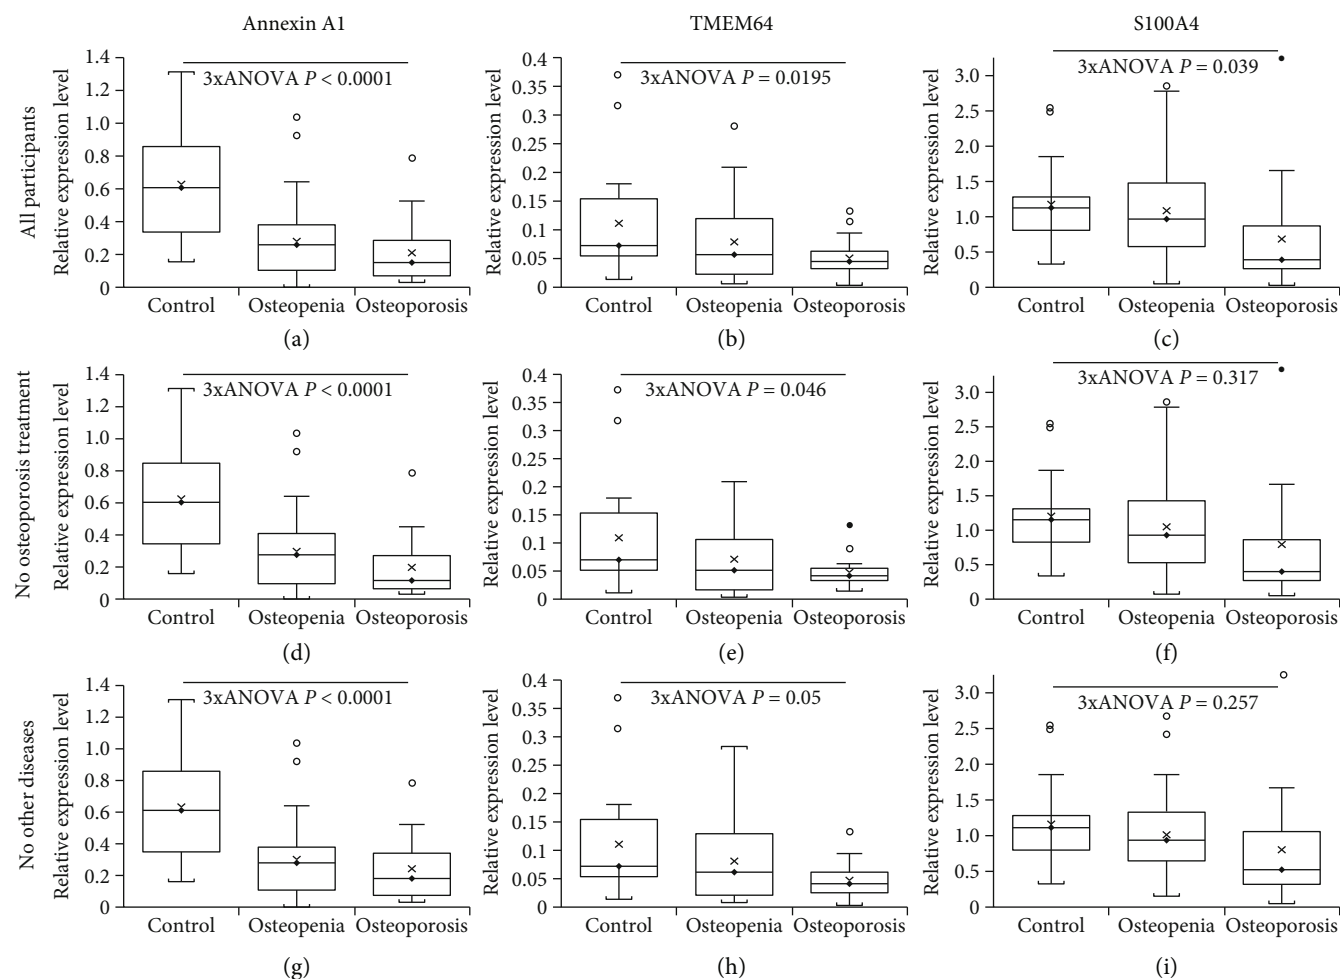 Annexin A1
TMEM64
S100A4
All participants
Relative expression level
1.4
1.2
1.0
0.8
0.6
0.4
0.2
0
3xANOVA P < 0.0001
Control
Osteopenia
Osteoporosis
(a)
Relative expression level
0.4
0.35
0.3
0.25
0.2
0.15
0.1
0.05
0
3xANOVA P = 0.0195
Control
Osteopenia
Osteoporosis
(b)
Relative expression level
3.0
2.5
2.0
1.5
1.0
0.5
0
3xANOVA P = 0.039
Control
Osteopenia
Osteoporosis
(c)
No osteoporosis treatment
Relative expression level
1.4
1.2
1.0
0.8
0.6
0.4
0.2
0
3xANOVA P < 0.0001
Control
Osteopenia
Osteoporosis
(d)
Relative expression level
0.4
0.35
0.3
0.25
0.2
0.15
0.1
0.05
0
3xANOVA P = 0.046
Control
Osteopenia
Osteoporosis
(e)
Relative expression level
3.0
2.5
2.0
1.5
1.0
0.5
0
3xANOVA P = 0.317
Control
Osteopenia
Osteoporosis
(f)
No other diseases
Relative expression level
1.4
1.2
1.0
0.8
0.6
0.4
0.2
0
3xANOVA P < 0.0001
Control
Osteopenia
Osteoporosis
(g)
Relative expression level
0.4
0.35
0.3
0.25
0.2
0.15
0.1
0.05
0
3xANOVA P = 0.05
Control
Osteopenia
Osteoporosis
(h)
Relative expression level
3.0
2.5
2.0
1.5
1.0
0.5
0
3xANOVA P = 0.257
Control
Osteopenia
Osteoporosis
(i)